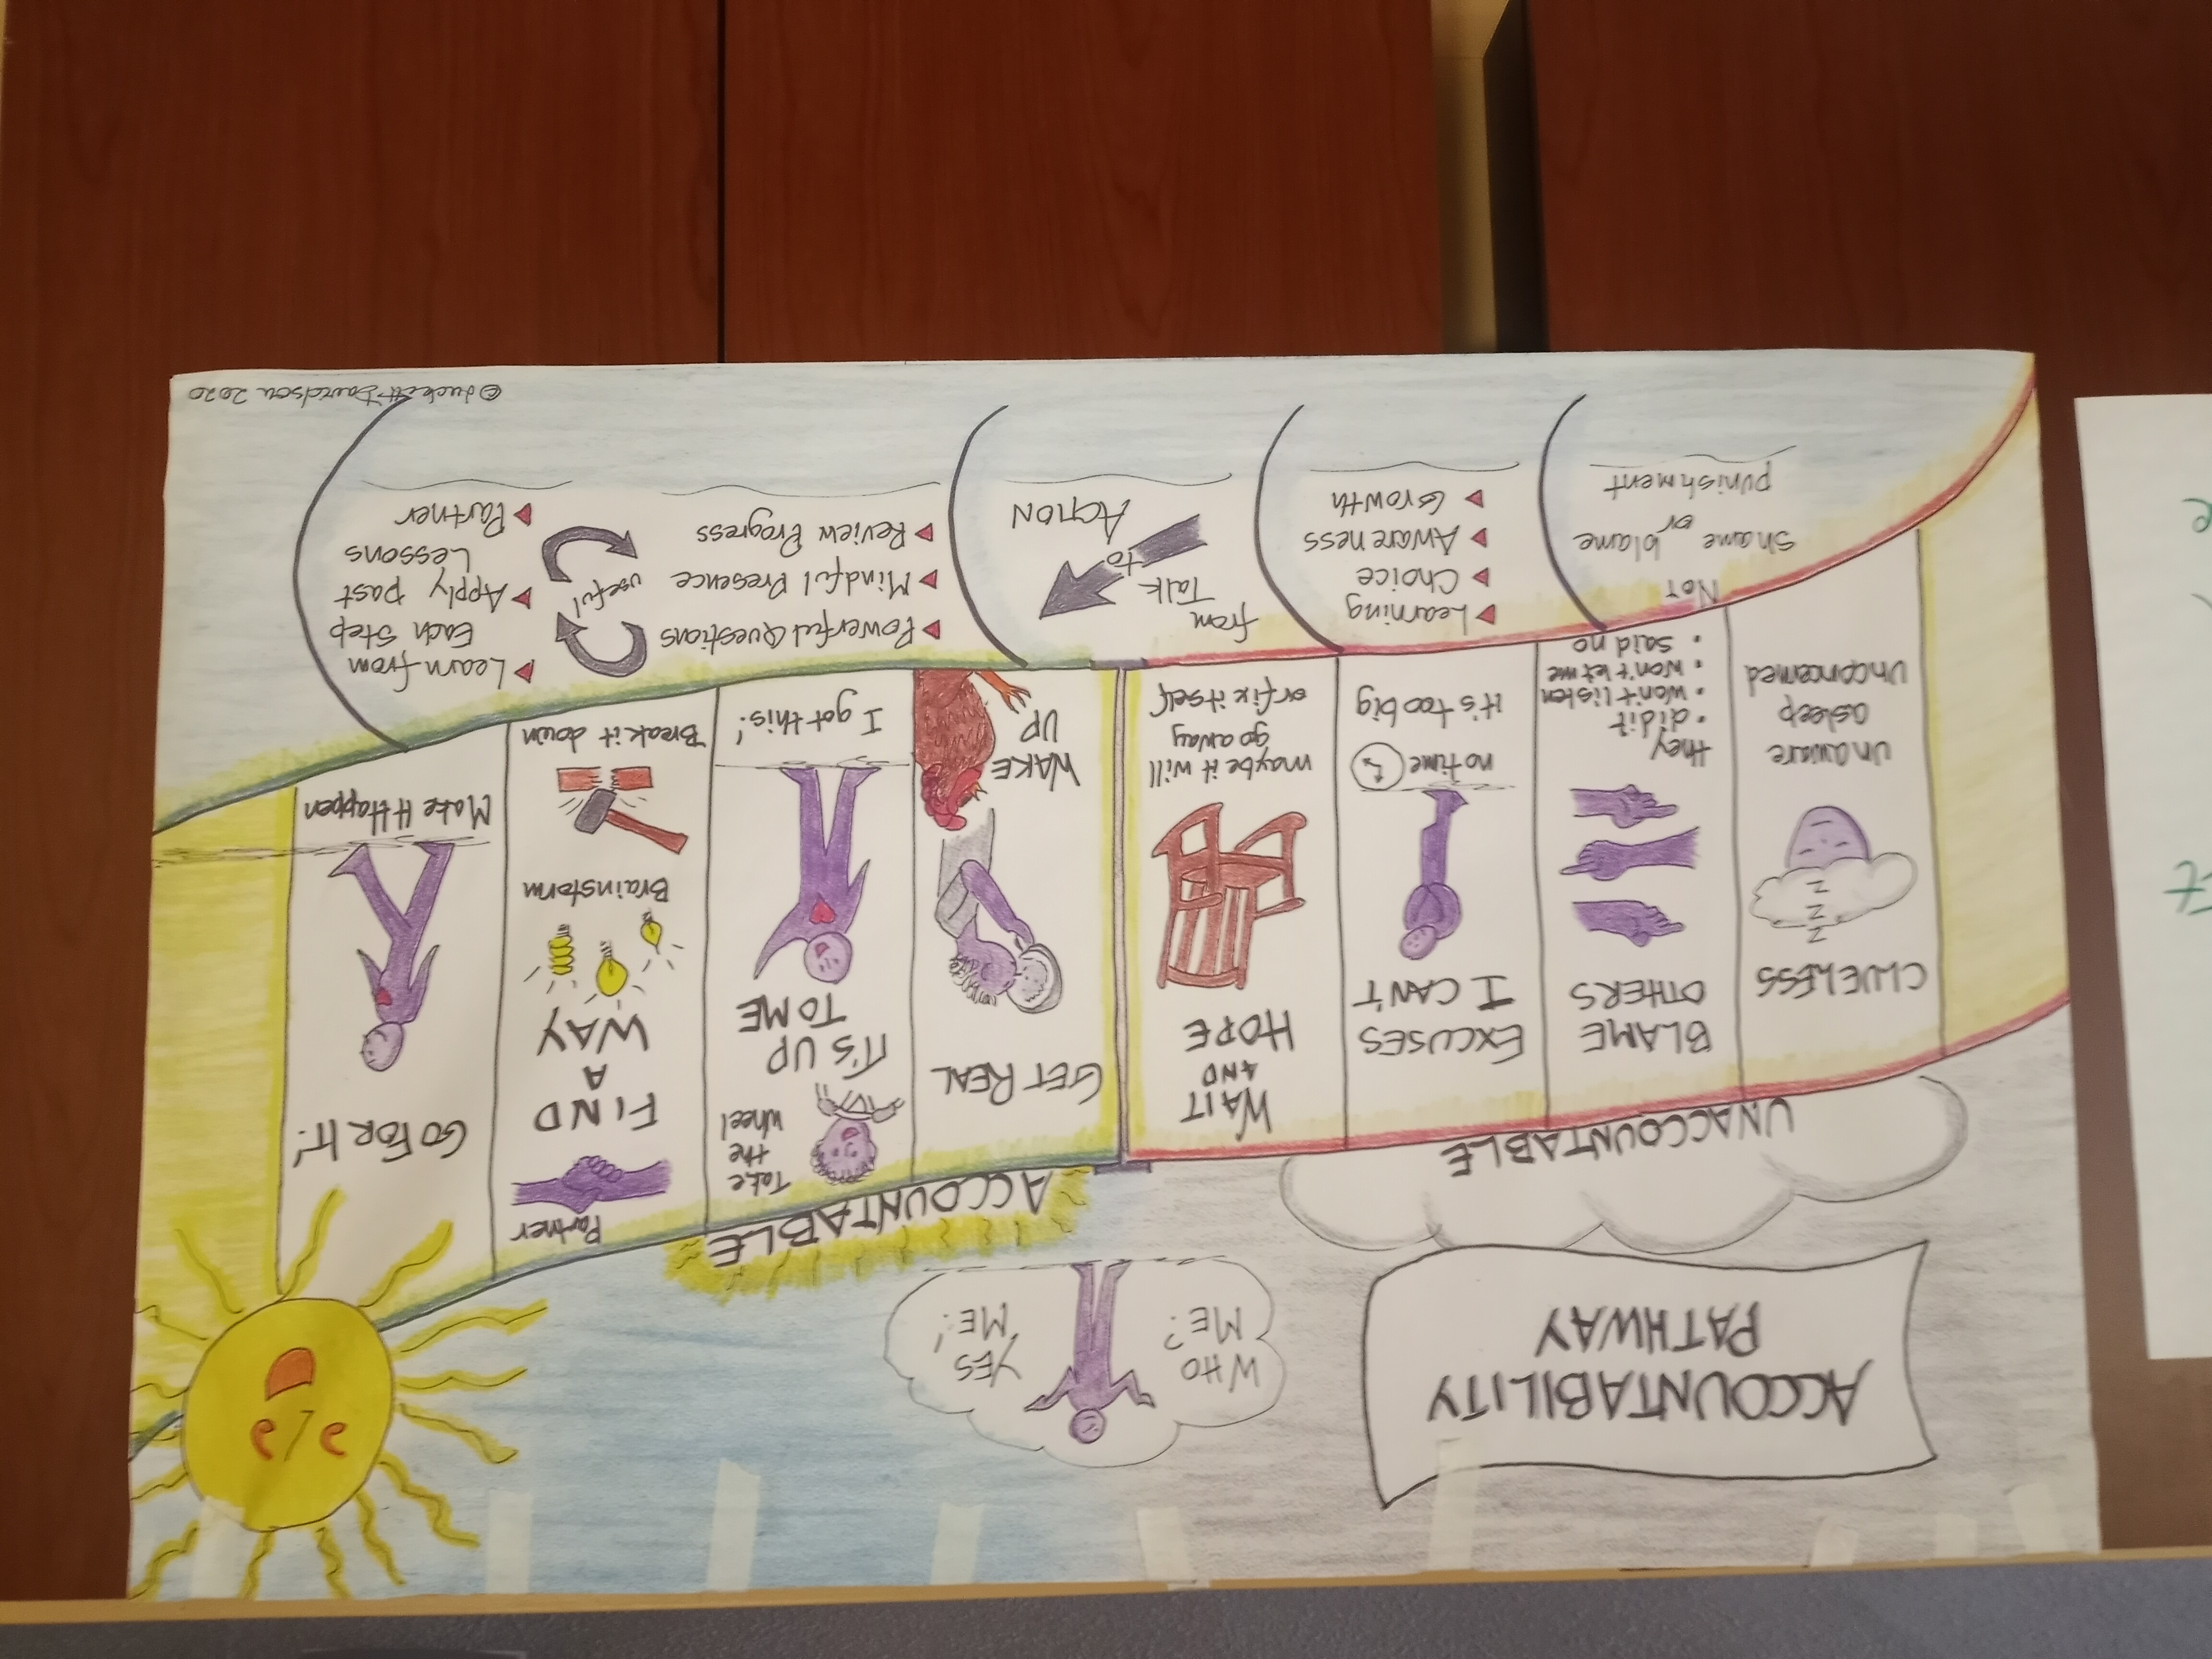 ACCOUNTABILITY
PATHWAY
WHO
ME?
YES
ME!
UNACCOUNTABLE
CLUELESS
Z
Z
Z
unaware
asleep
unconcerned
BLAME
OTHERS
they
• did it
• won't listen
• won't let me
• said no
EXCUSES
I CAN'T
no time
it's too big
WAIT
AND
HOPE
maybe it will
go away
or fix itself
ACCOUNTABLE
GET REAL
WAKE
UP
Take
the
wheel
IT'S UP
TO ME
I got this!
Partner
FIND
A
WAY
Brainstorm
Break it down
GO FOR IT!
Make It Happen
NOT
shame or blame
punishment
Learning
Choice
Awareness
Growth
from
Talk
to
ACTION
Powerful Questions
Mindful Presence
Review Progress
useful
Learn from
Each Step
Apply past
Lessons
Partner
© Luckett Davidson 2020
t
e